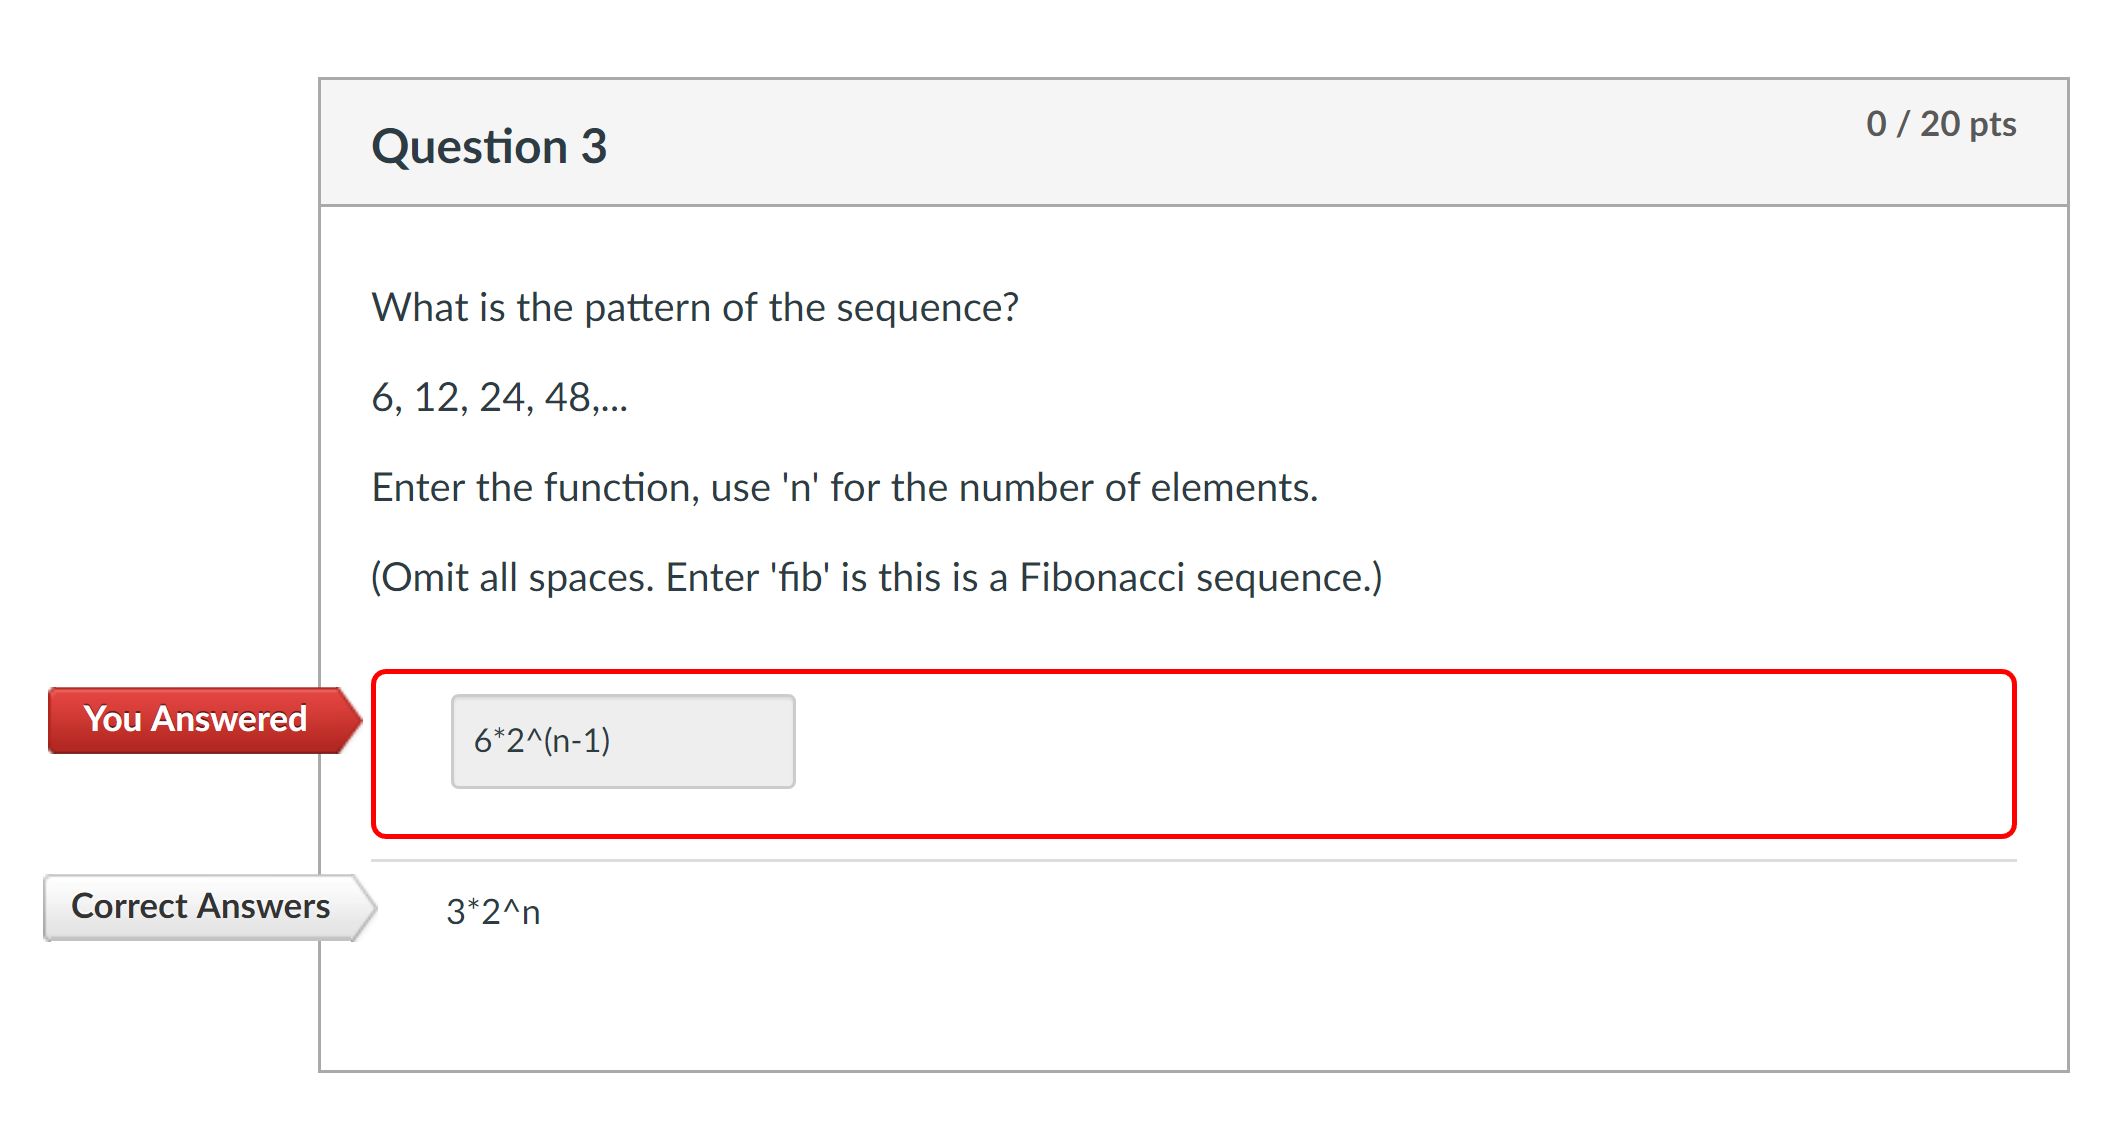 Question 3
0 / 20 pts
What is the pattern of the sequence?
6, 12, 24, 48,...
Enter the function, use 'n' for the number of elements.
(Omit all spaces. Enter 'fib' is this is a Fibonacci sequence.)
You Answered
6*2^(n-1)
Correct Answers
3*2^n